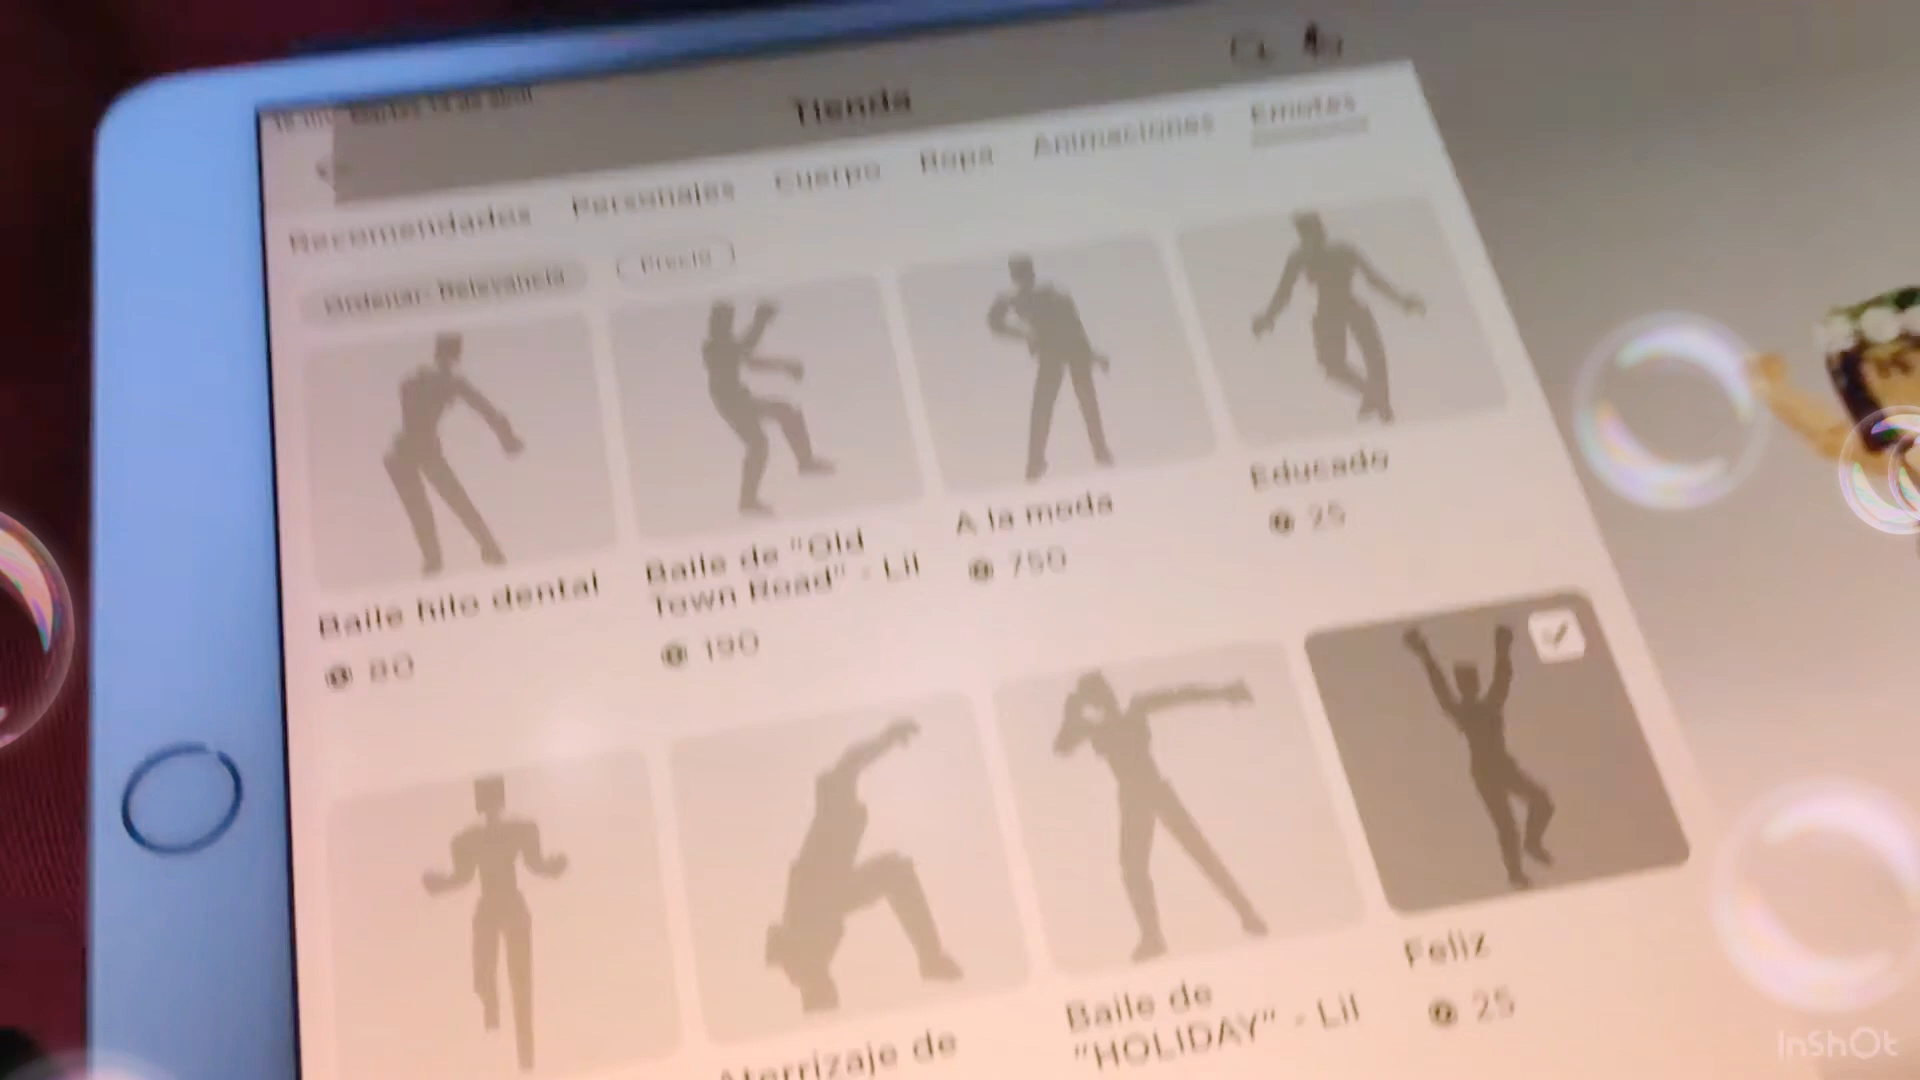 Tienda
Recomendados Personajes Cuerpo Ropa Animaciones Emotes
Ordenar: Relevancia Precio
Baile hilo dental
80
Baile de "Old
Town Road" - Lil
190
A la moda
750
Educado
25
Aterrizaje de
Baile de
"HOLIDAY" - Lil
Feliz
25
InShOt